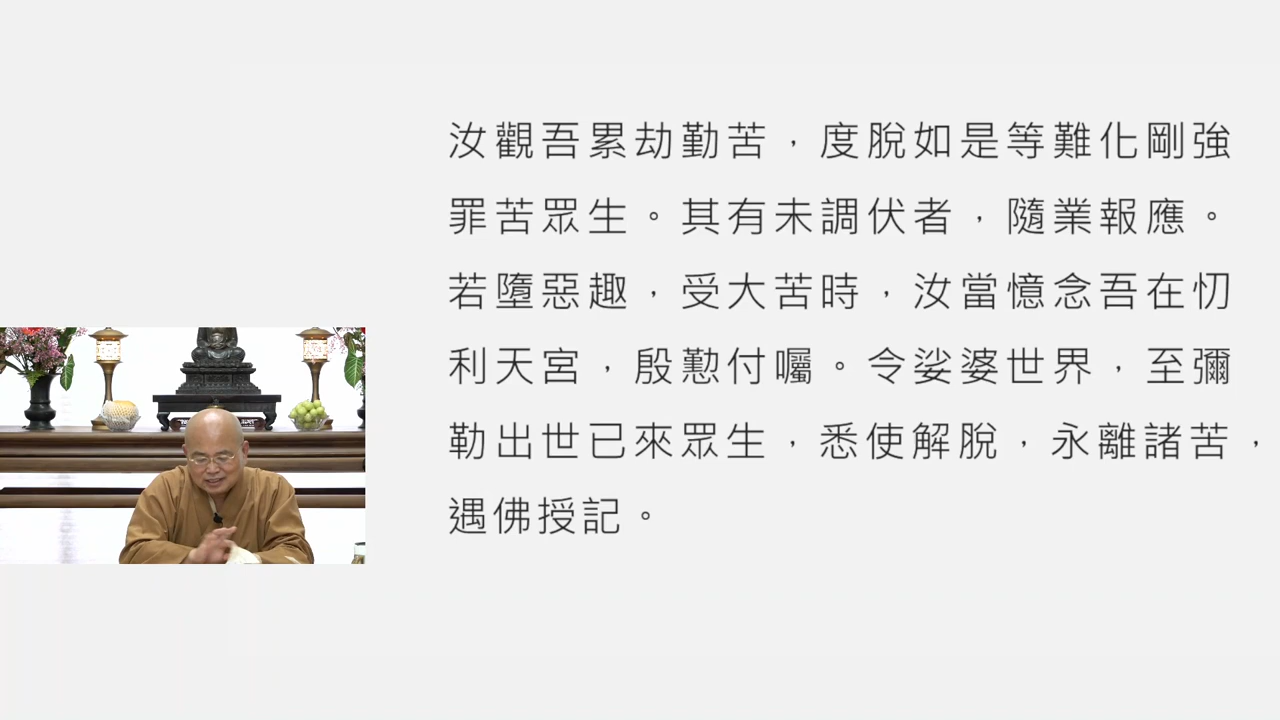 汝觀吾累劫勤苦，度脫如是等難化剛強
罪苦眾生。其有未調伏者，隨業報應。
若墮惡趣，受大苦時，汝當憶念吾在忉
利天宮，殷懃付囑。令娑婆世界，至彌
勒出世已來眾生，悉使解脫，永離諸苦，
遇佛授記。